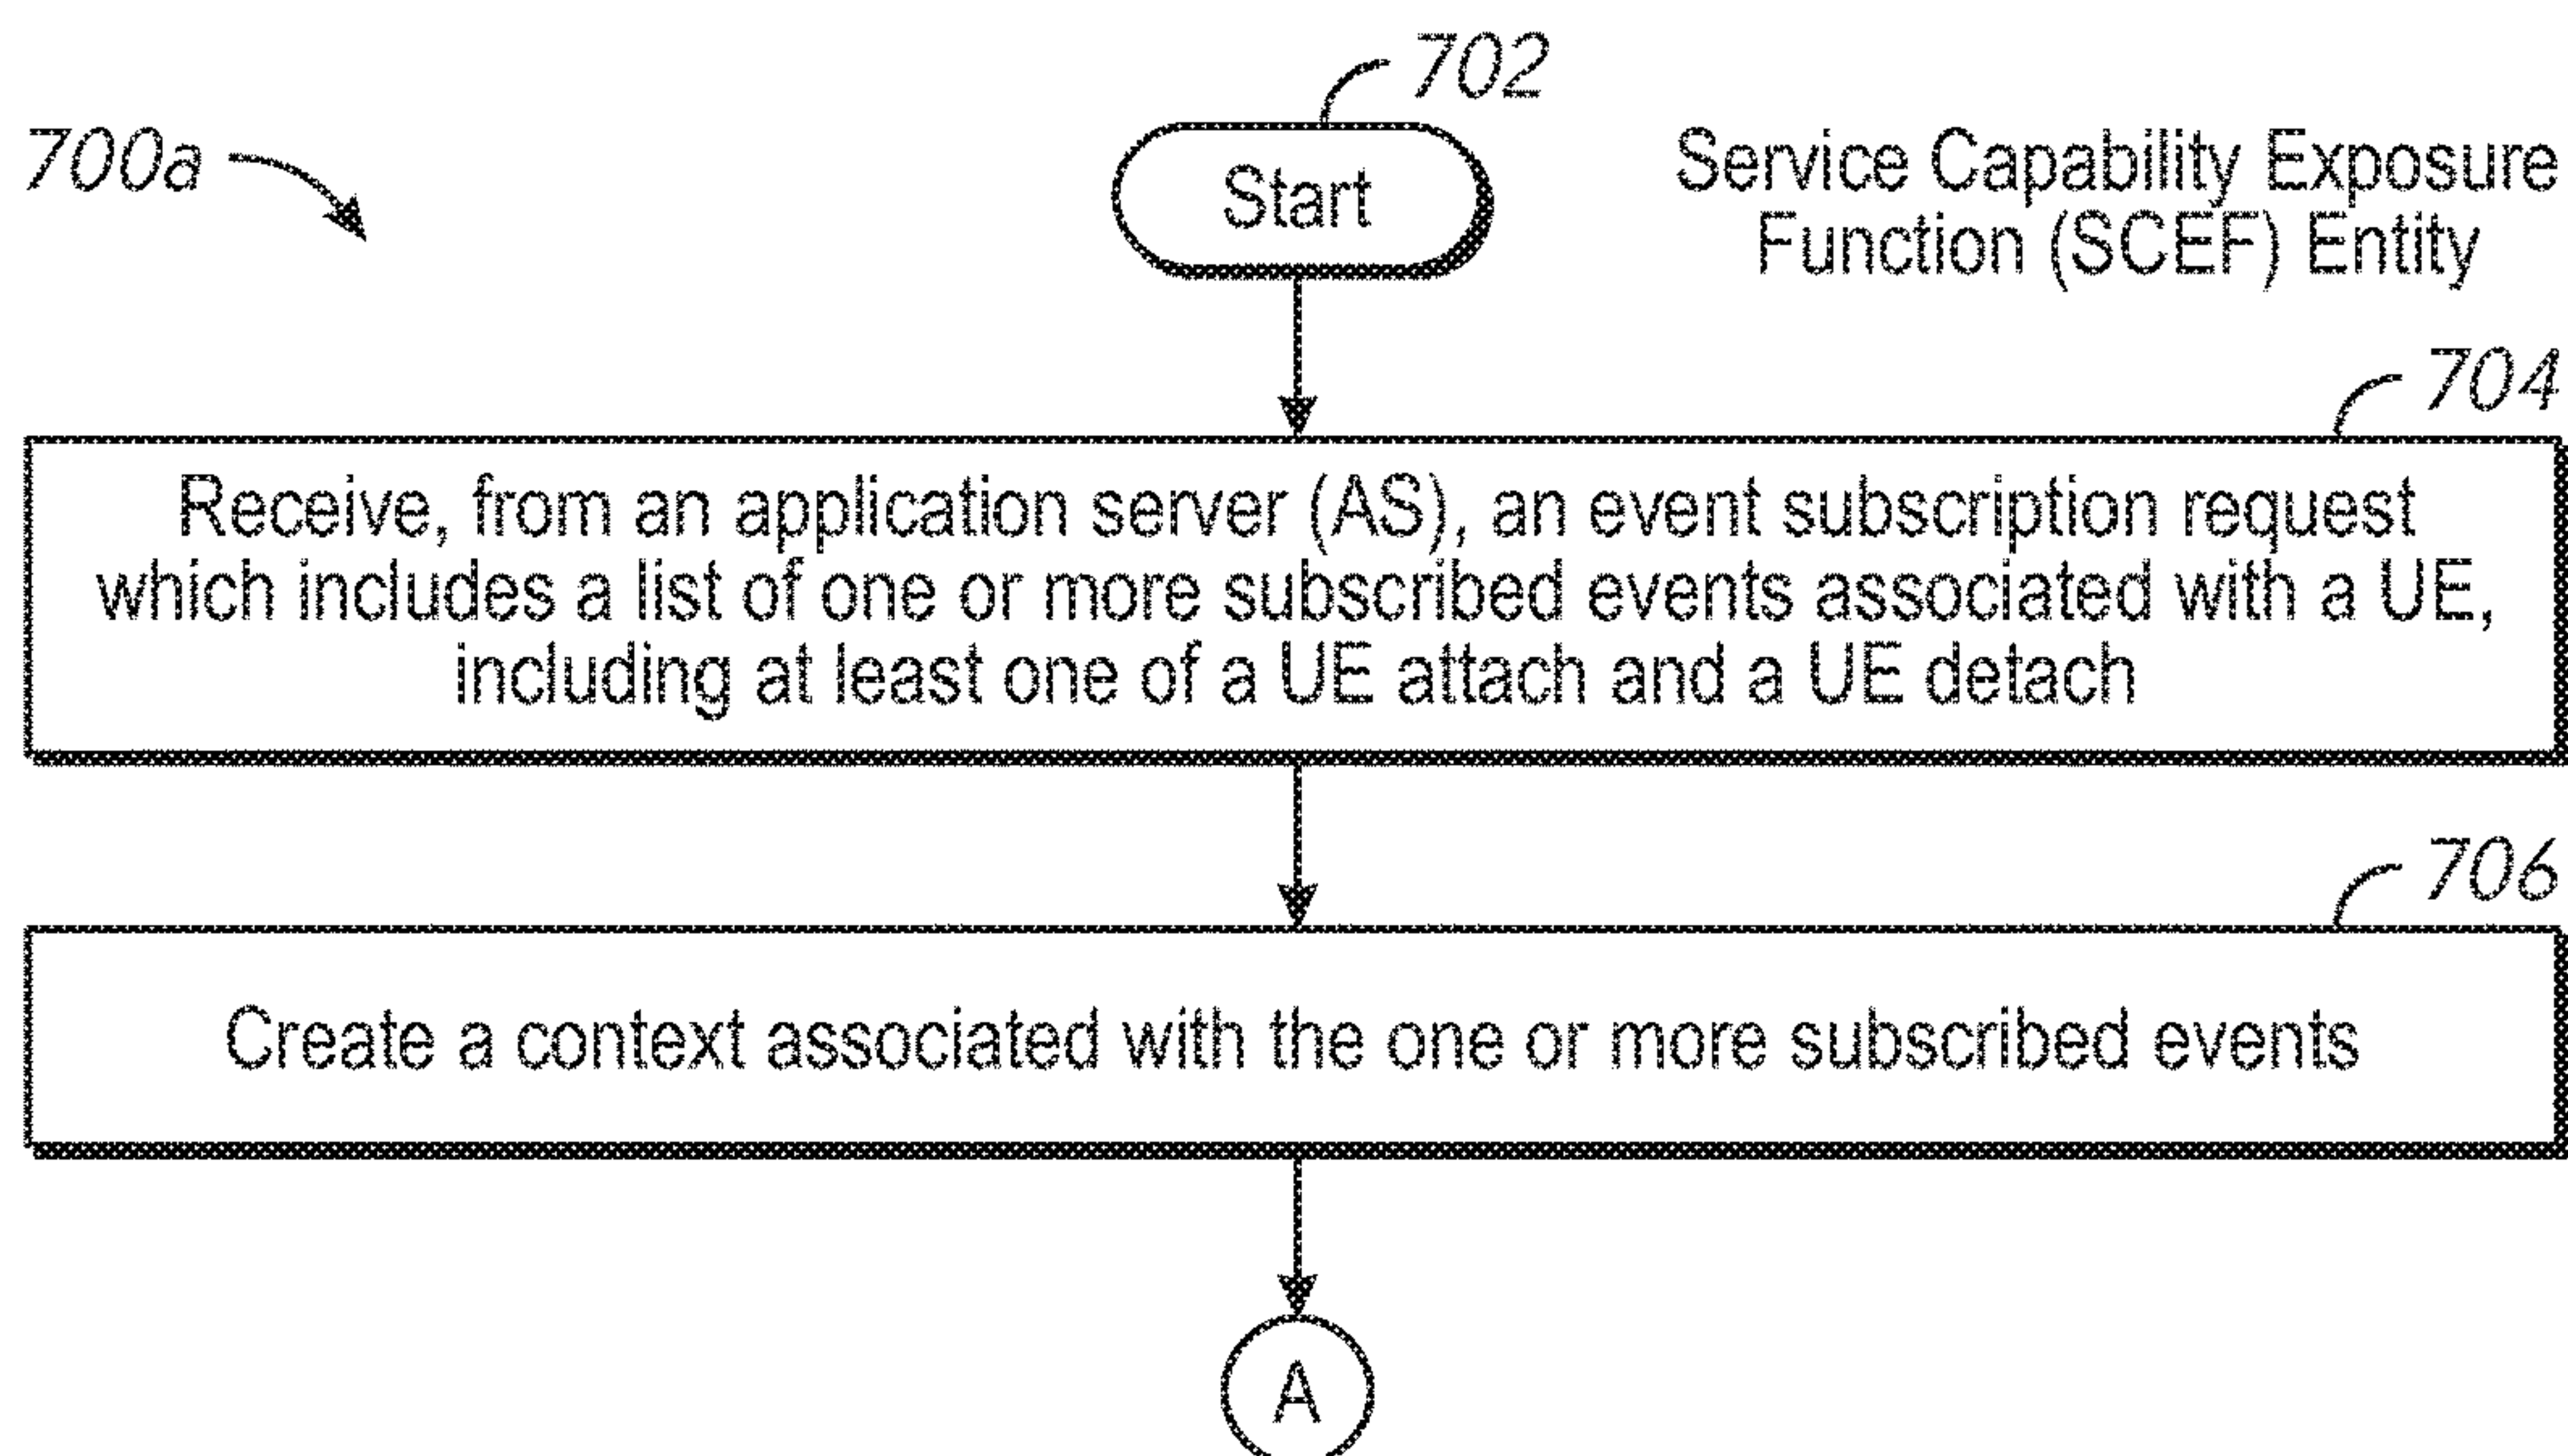 702
700a
Start
Service Capability Exposure
Function (SCEF) Entity
704
Receive, from an application server (AS), an event subscription request
which includes a list of one or more subscribed events associated with a UE,
including at least one of a UE attach and a UE detach
706
Create a context associated with the one or more subscribed events
A